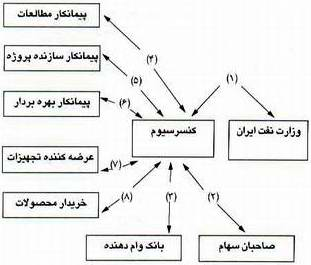 پیمانکار مطالعات
(۴)
پیمانکار سازنده پروژه
(۵)
(۱)
پیمانکار بهره بردار
(۶)
وزارت نفت ایران
کنسرسیوم
عرضه کننده تجهیزات
(۷)
خریدار محصولات
(۸)
(۳)
(۲)
صاحبان سهام
بانک وام دهنده